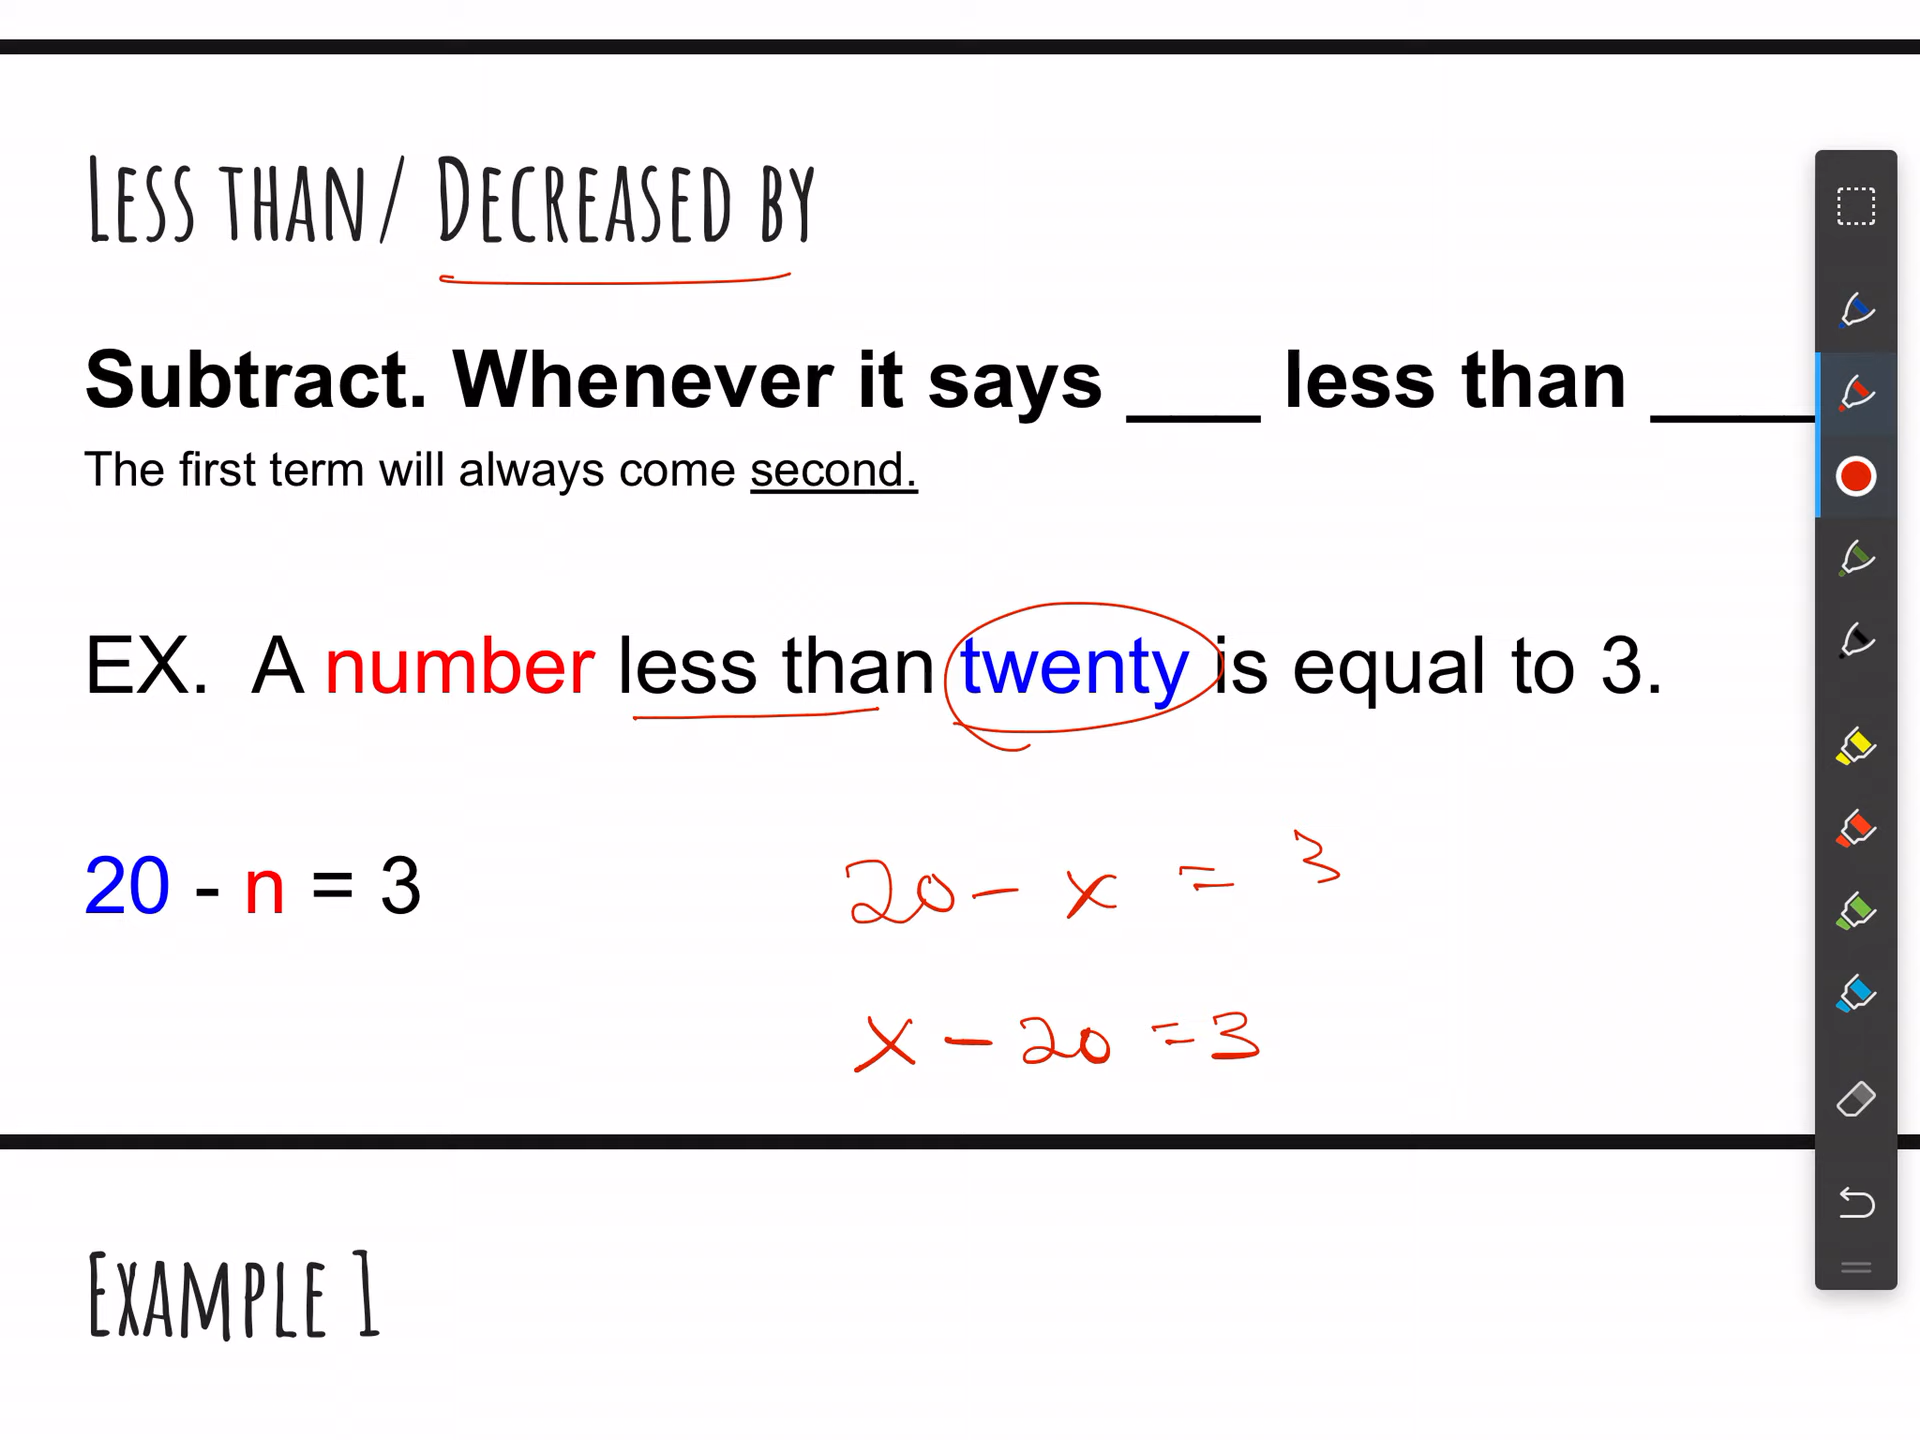 Less than/ Decreased by
Subtract. Whenever it says ___ less than ____
The first term will always come second.
EX. A number less than twenty is equal to 3.
20 - n = 3
20 - x = 3
x - 20 = 3
Example 1